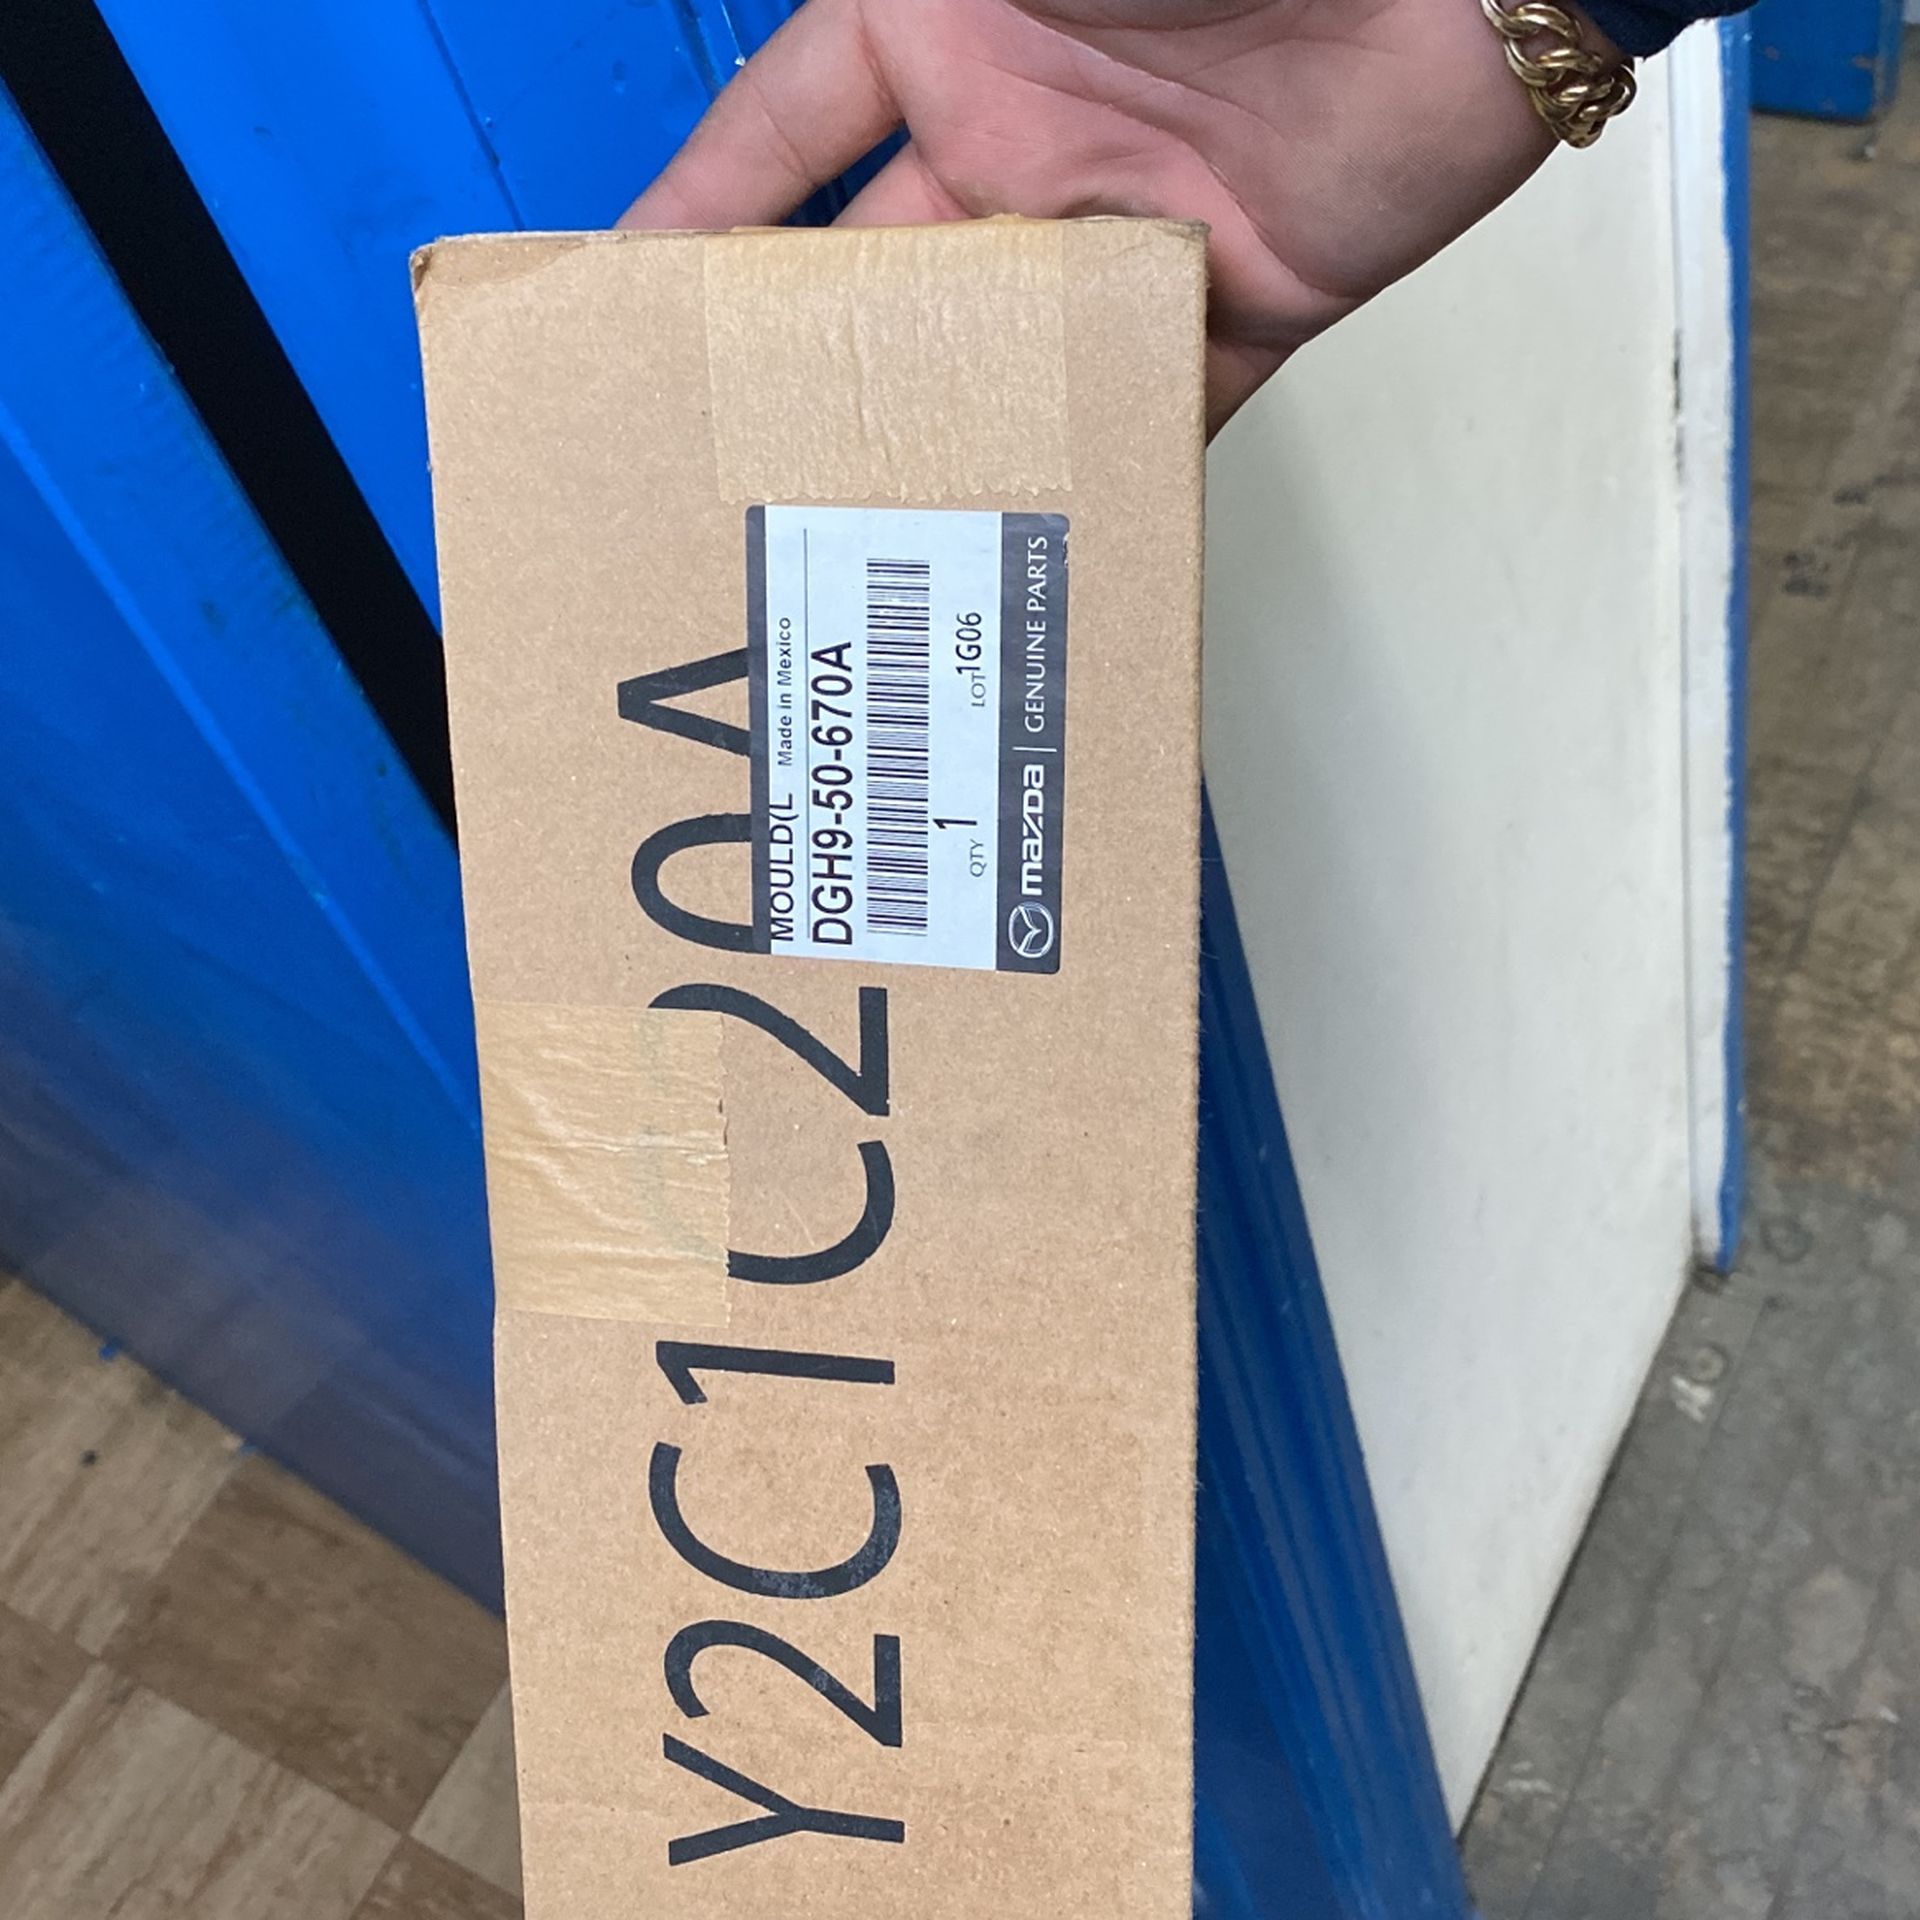 MOULD(L Made in Mexico
DGH9-50-670A
QTY 1 LOT 1G06
mazda | GENUINE PARTS
Y2C1C20A